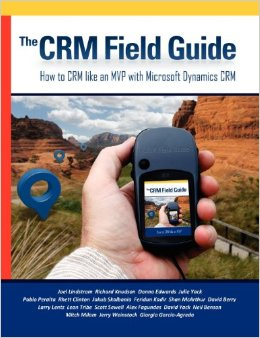 The CRM Field Guide
How to CRM like an MVP with Microsoft Dynamics CRM
The CRM Field Guide
Joel Lindstrom Richard Knudson Donna Edwards Julie Yack
Pablo Peralta Rhett Clinton Jakub Skalbania Feridun Kadir Shan McArthur David Berry
Larry Lentz Leon Tribe Scott Sewell Alex Fagundes David Yack Neil Benson
Mitch Milam Jerry Weinstock Giorgio Garcia-Agreda